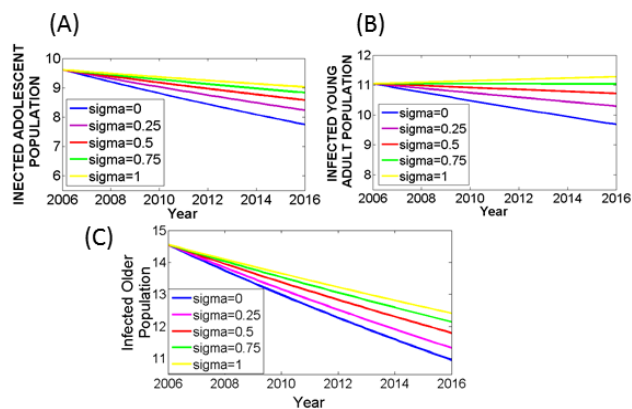 (A)
INECTED ADOLESCENT
POPULATION
10
9
8
7
6
2006 2008 2010 2012 2014 2016
Year
sigma=0
sigma=0.25
sigma=0.5
sigma=0.75
sigma=1
(B)
INFECTED YOUNG
ADULT POPULATION
12
11
10
9
8
2006 2008 2010 2012 2014 2016
Year
sigma=0
sigma=0.25
sigma=0.5
sigma=0.75
sigma=1
(C)
Infected Older
Population
15
14
13
12
11
2006 2008 2010 2012 2014 2016
Year
sigma=0
sigma=0.25
sigma=0.5
sigma=0.75
sigma=1